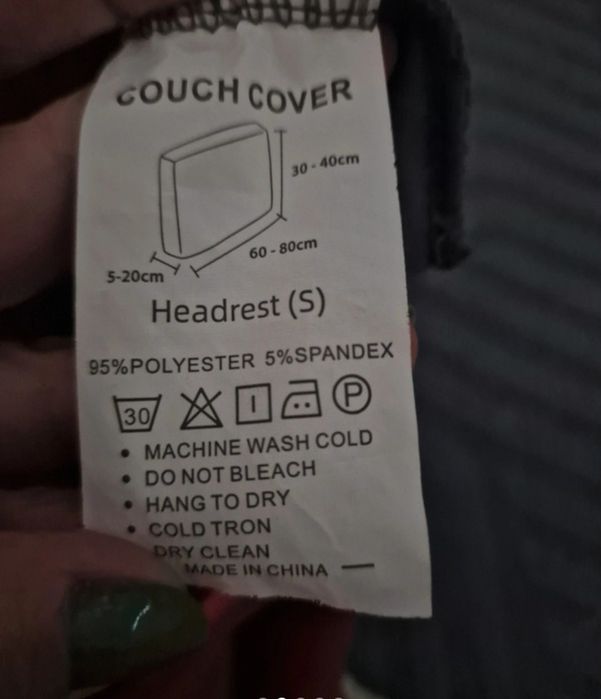 COUCH COVER
30 - 40cm
60 - 80cm
5-20cm
Headrest (S)
95%POLYESTER 5%SPANDEX
30 P
• MACHINE WASH COLD
• DO NOT BLEACH
• HANG TO DRY
• COLD TRON
DRY CLEAN
MADE IN CHINA